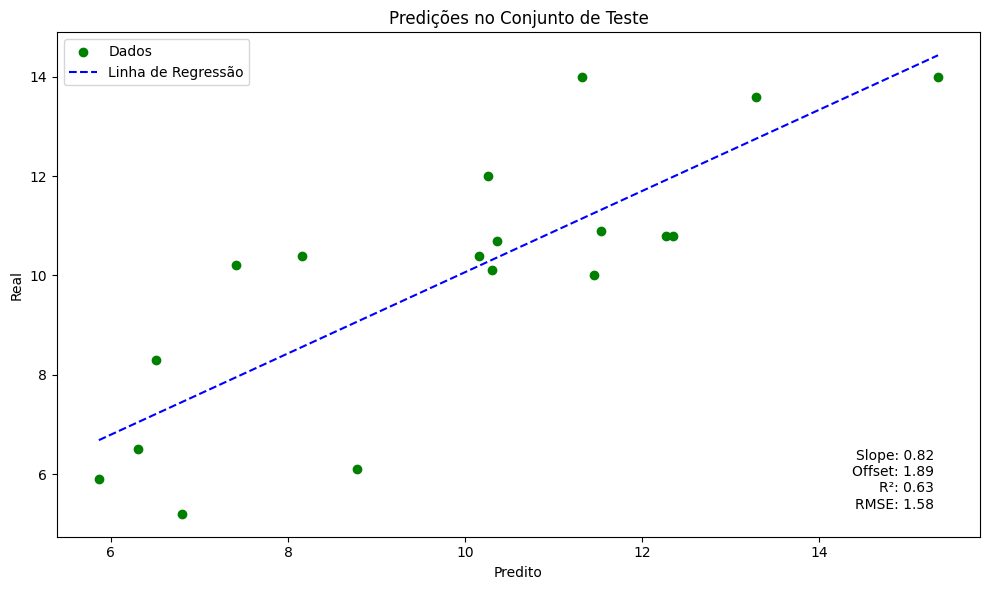 Predições no Conjunto de Teste
Dados
Linha de Regressão
14
12
10
8
6
Real
Slope: 0.82
Offset: 1.89
R²: 0.63
RMSE: 1.58
6 8 10 12 14
Predito